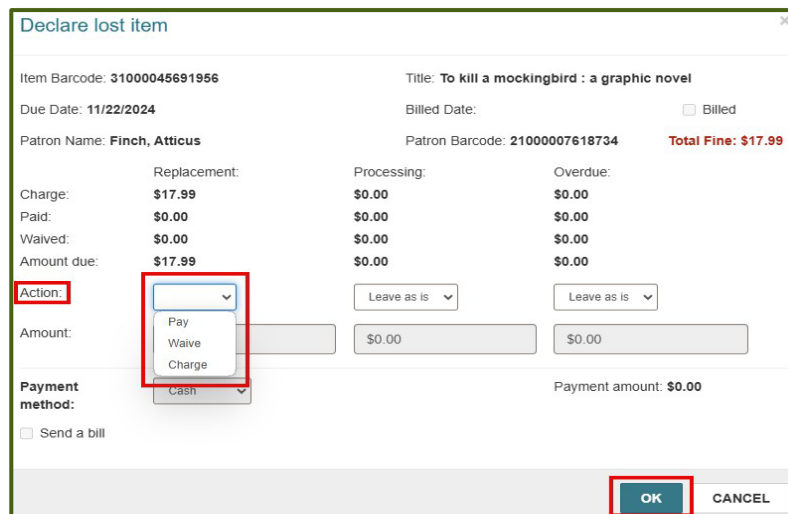 Declare lost item
×
Item Barcode: 31000045691956 Title: To kill a mockingbird : a graphic novel
Due Date: 11/22/2024 Billed Date: Billed
Patron Name: Finch, Atticus Patron Barcode: 21000007618734 Total Fine: $17.99
Replacement: Processing: Overdue:
Charge: $17.99 $0.00 $0.00
Paid: $0.00 $0.00 $0.00
Waived: $0.00 $0.00 $0.00
Amount due: $17.99 $0.00 $0.00
Action: Leave as is Leave as is
Pay
Waive
Charge
Amount: $0.00 $0.00
Payment method: Cash Payment amount: $0.00
Send a bill
OK CANCEL